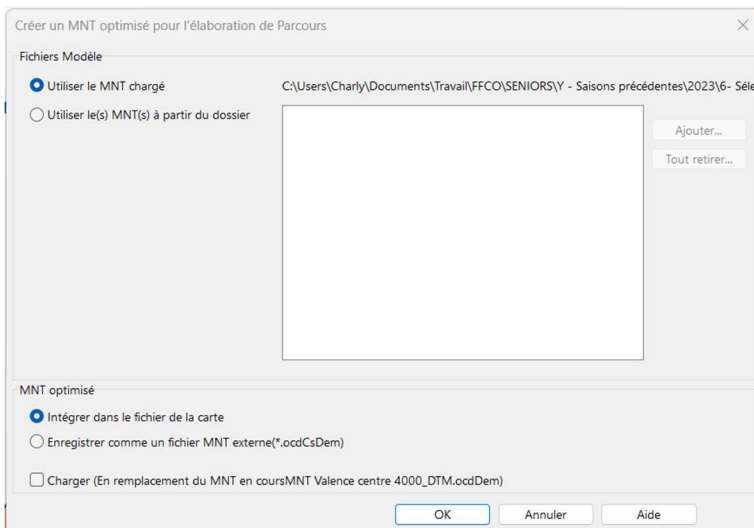 Créer un MNT optimisé pour l'élaboration de Parcours
Fichiers Modèle
Utiliser le MNT chargé
C:\Users\Charly\Documents\Travail\FFCO\SENIORS\Y - Saisons précédentes\2023\6- Séle
Utiliser le(s) MNT(s) à partir du dossier
Ajouter...
Tout retirer...
MNT optimisé
Intégrer dans le fichier de la carte
Enregistrer comme un fichier MNT externe(*.ocdCsDem)
Charger (En remplacement du MNT en coursMNT Valence centre 4000_DTM.ocdDem)
OK
Annuler
Aide